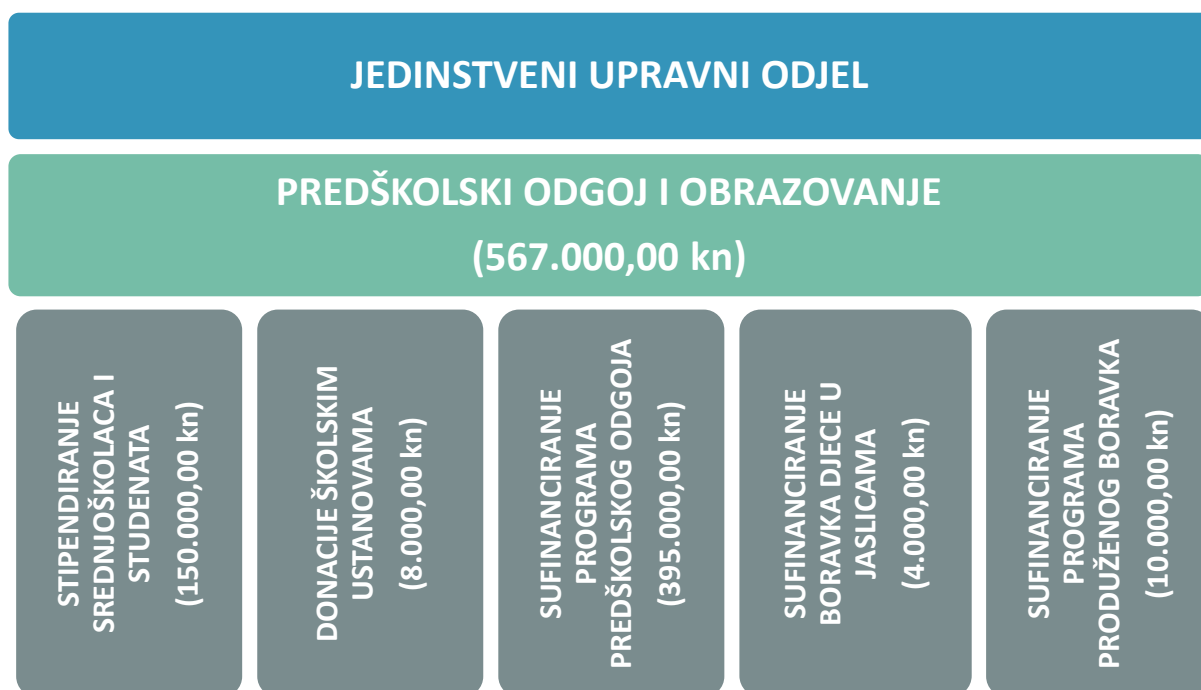 JEDINSTVENI UPRAVNI ODJEL
PREDŠKOLSKI ODGOJ I OBRAZOVANJE
(567.000,00 kn)
STIPENDIRANJE
SREDNJOŠKOLACA I
STUDENATA
(150.000,00 kn)
DONACIJE ŠKOLSKIM
USTANOVAMA
(8.000,00 kn)
SUFINANCIRANJE
PROGRAMA
PREDŠKOLSKOG ODGOJA
(395.000,00 kn)
SUFINANCIRANJE
BORAVKA DJECE U
JASLICAMA
(4.000,00 kn)
SUFINANCIRANJE
PROGRAMA
PRODUŽENOG BORAVKA
(10.000,00 kn)